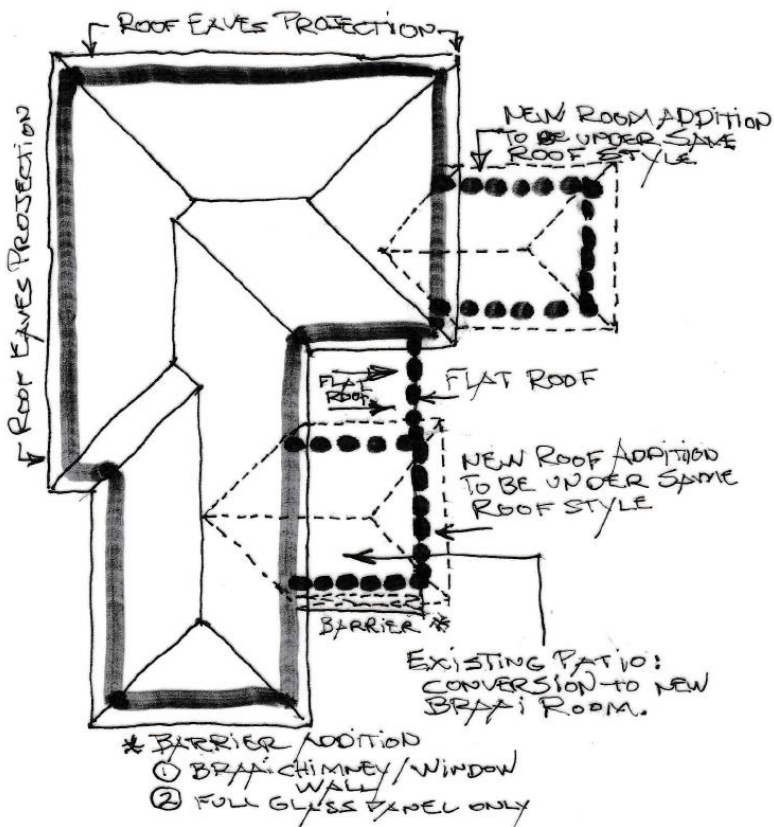 ROOF EAVES PROJECTION
ROOF EAVES PROJECTION
NEW ROOM ADDITION
TO BE UNDER SAME
ROOF STYLE
FLAT
ROOF
FLAT ROOF
NEW ROOF ADDITION
TO BE UNDER SAME
ROOF STYLE
BARRIER *
EXISTING PATIO:
CONVERSION TO NEW
BRAAI ROOM.
* BARRIER ADDITION
① BRAAI CHIMNEY/WINDOW
WALL
② FULL GLASS PANEL ONLY